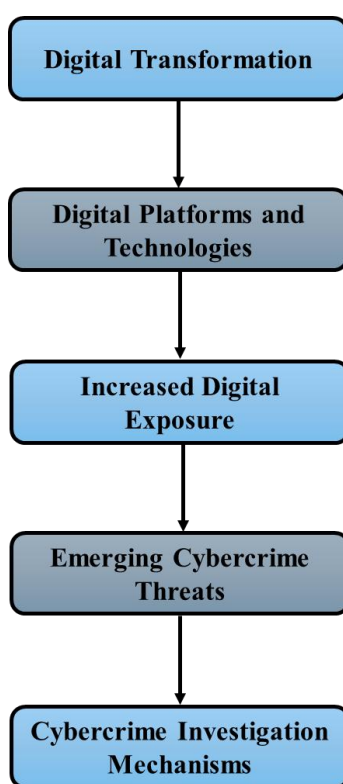 Digital Transformation
Digital Platforms and
Technologies
Increased Digital
Exposure
Emerging Cybercrime
Threats
Cybercrime Investigation
Mechanisms